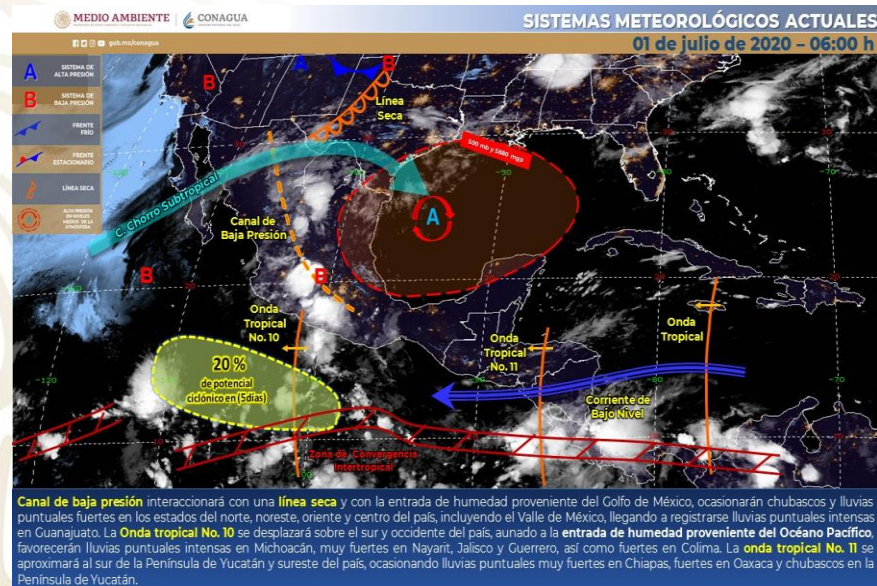 MEDIO AMBIENTE
CONAGUA
SISTEMAS METEOROLÓGICOS ACTUALES
gob.mx/conagua
01 de julio de 2020 – 06:00 h
A
SISTEMA DE
ALTA PRESIÓN
B
SISTEMA DE
BAJA PRESIÓN
FRENTE
FRÍO
FRENTE
ESTACIONARIO
LÍNEA SECA
ALTA PRESIÓN
EN NIVELES
MEDIOS DE LA
ATMÓSFERA
B
A
B
Línea
Seca
500 mb y 5880 mgp
C. Chorro Subtropical
Canal de
Baja Presión
A
B
B
Onda
Tropical
No. 10
Onda
Tropical
No. 11
Onda
Tropical
20 %
de potencial
ciclónico en (5días)
Corriente de
Bajo Nivel
Zona de Convergencia
Intertropical
Canal de baja presión interaccionará con una línea seca y con la entrada de humedad proveniente del Golfo de México, ocasionarán chubascos y lluvias
puntuales fuertes en los estados del norte, noreste, oriente y centro del país, incluyendo el Valle de México, llegando a registrarse lluvias puntuales intensas
en Guanajuato. La Onda tropical No. 10 se desplazará sobre el sur y occidente del país, aunado a la entrada de humedad proveniente del Océano Pacífico,
favorecerán lluvias puntuales intensas en Michoacán, muy fuertes en Nayarit, Jalisco y Guerrero, así como fuertes en Colima. La onda tropical No. 11 se
aproximará al sur de la Península de Yucatán y sureste del país, ocasionando lluvias puntuales muy fuertes en Chiapas, fuertes en Oaxaca y chubascos en la
Península de Yucatán.